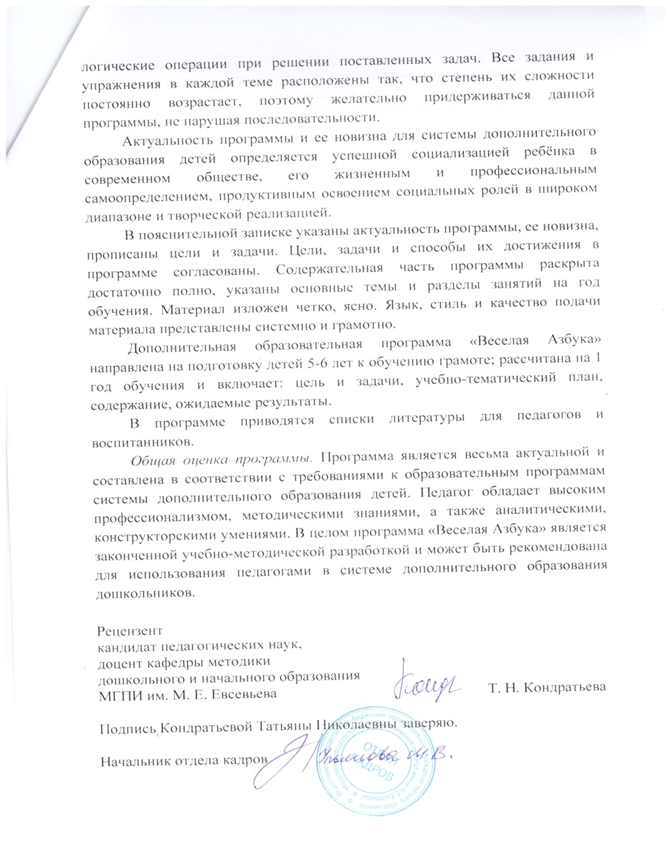 логические операции при решении поставленных задач. Все задания и
упражнения в каждой теме расположены так, что степень их сложности
постоянно возрастает, поэтому желательно придерживаться данной
программы, не нарушая последовательности.
Актуальность программы и ее новизна для системы дополнительного
образования детей определяется успешной социализацией ребёнка в
современном обществе, его жизненным и профессиональным
самоопределением, продуктивным освоением социальных ролей в широком
диапазоне и творческой реализацией.
В пояснительной записке указаны актуальность программы, ее новизна,
прописаны цели и задачи. Цели, задачи и способы их достижения в
программе согласованы. Содержательная часть программы раскрыта
достаточно полно, указаны основные темы и разделы занятий на год
обучения. Материал изложен четко, ясно. Язык, стиль и качество подачи
материала представлены системно и грамотно.
Дополнительная образовательная программа «Веселая Азбука»
направлена на подготовку детей 5-6 лет к обучению грамоте; рассчитана на 1
год обучения и включает: цель и задачи, учебно-тематический план,
содержание, ожидаемые результаты.
В программе приводятся списки литературы для педагогов и
воспитанников.
Общая оценка программы. Программа является весьма актуальной и
составлена в соответствии с требованиями к образовательным программам
системы дополнительного образования детей. Педагог обладает высоким
профессионализмом, методическими знаниями, а также аналитическими,
конструкторскими умениями. В целом программа «Веселая Азбука» является
законченной учебно-методической разработкой и может быть рекомендована
для использования педагогами в системе дополнительного образования
дошкольников.
Рецензент
кандидат педагогических наук,
доцент кафедры методики
дошкольного и начального образования
МГПИ им. М. Е. Евсевьева Т. Н. Кондратьева
Подпись Кондратьевой Татьяны Николаевны заверяю.
Начальник отдела кадров М.В.
ОТДЕЛ
КАДРОВ